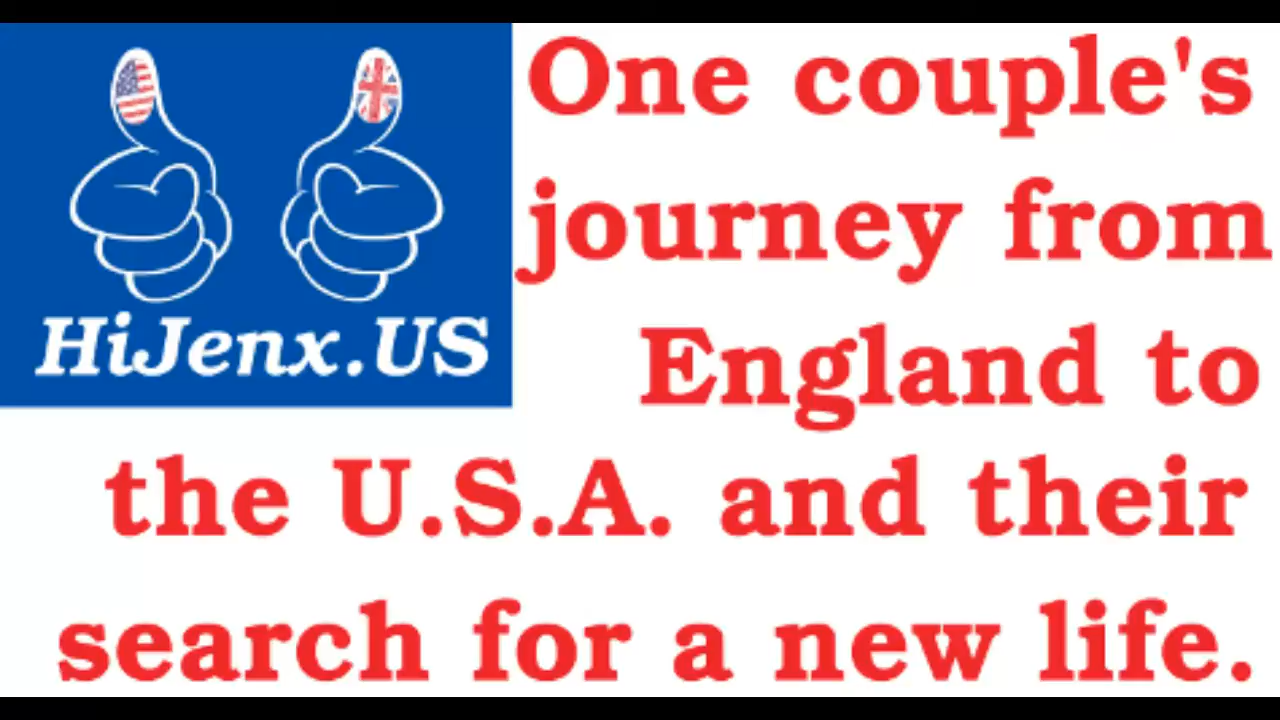 One couple's
journey from
England to
HiJenx.US
the U.S.A. and their
search for a new life.